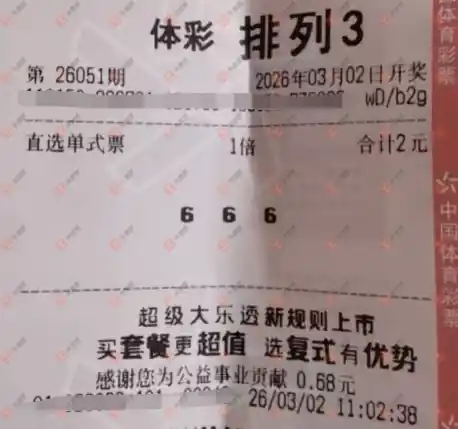 体彩 排列3
第 26051期 2026年03月02日开奖
wD/b2g
直选单式票 1倍 合计2元
6 6 6
超级大乐透新规则上市
买套餐更超值 选复式有优势
感谢您为公益事业贡献 0.68元
26/03/02 11:02:38
体育彩票
中国体育彩票